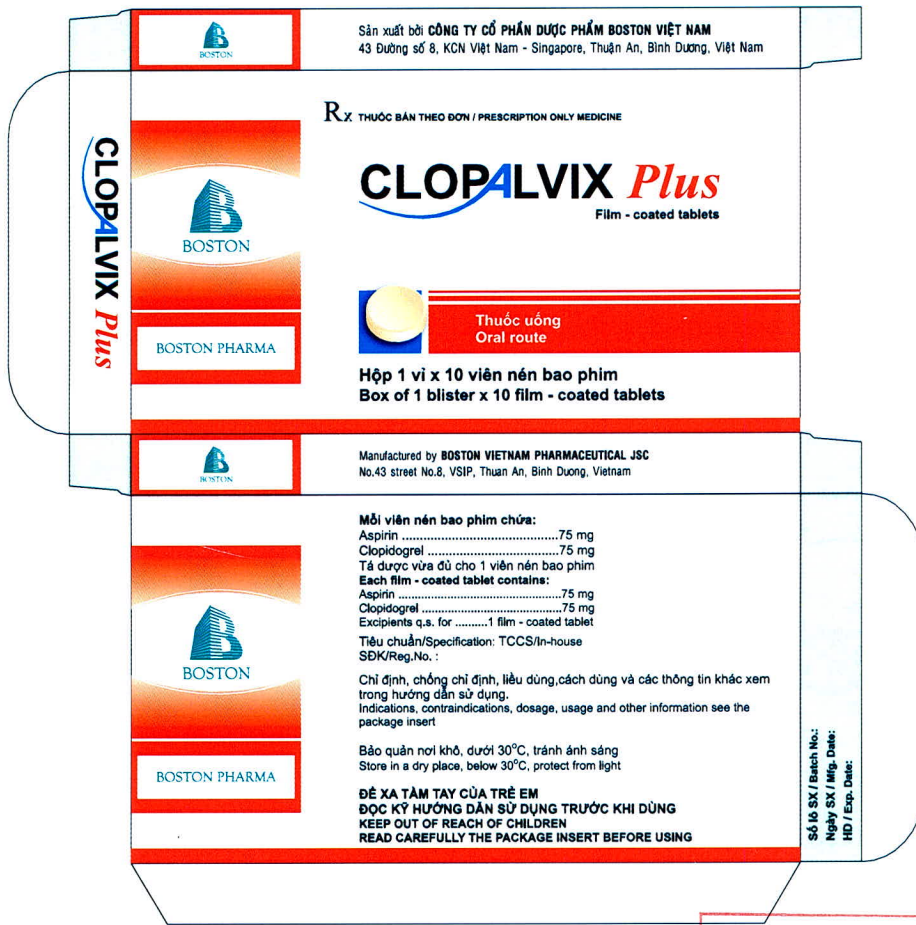 BOSTON
Sản xuất bởi CÔNG TY CỔ PHẦN DƯỢC PHẨM BOSTON VIỆT NAM
43 Đường số 8, KCN Việt Nam - Singapore, Thuận An, Bình Dương, Việt Nam
CLOPALVIX Plus
BOSTON
BOSTON PHARMA
Rx THUỐC BÁN THEO ĐƠN / PRESCRIPTION ONLY MEDICINE
CLOPALVIX Plus
Film - coated tablets
Thuốc uống
Oral route
Hộp 1 vỉ x 10 viên nén bao phim
Box of 1 blister x 10 film - coated tablets
BOSTON
Manufactured by BOSTON VIETNAM PHARMACEUTICAL JSC
No.43 street No.8, VSIP, Thuan An, Binh Duong, Vietnam
BOSTON
BOSTON PHARMA
Mỗi viên nén bao phim chứa:
Aspirin ............................................75 mg
Clopidogrel .....................................75 mg
Tá dược vừa đủ cho 1 viên nén bao phim
Each film - coated tablet contains:
Aspirin ..............................................75 mg
Clopidogrel .......................................75 mg
Excipients q.s. for .........1 film - coated tablet
Tiêu chuẩn/Specification: TCCS/In-house
SĐK/Reg.No. :
Chỉ định, chống chỉ định, liều dùng,cách dùng và các thông tin khác xem
trong hướng dẫn sử dụng.
Indications, contraindications, dosage, usage and other information see the
package insert
Bảo quản nơi khô, dưới 30°C, tránh ánh sáng
Store in a dry place, below 30°C, protect from light
ĐỂ XA TẦM TAY CỦA TRẺ EM
ĐỌC KỸ HƯỚNG DẪN SỬ DỤNG TRƯỚC KHI DÙNG
KEEP OUT OF REACH OF CHILDREN
READ CAREFULLY THE PACKAGE INSERT BEFORE USING
Số lô SX / Batch No.:
Ngày SX / Mfg. Date:
HD / Exp. Date: